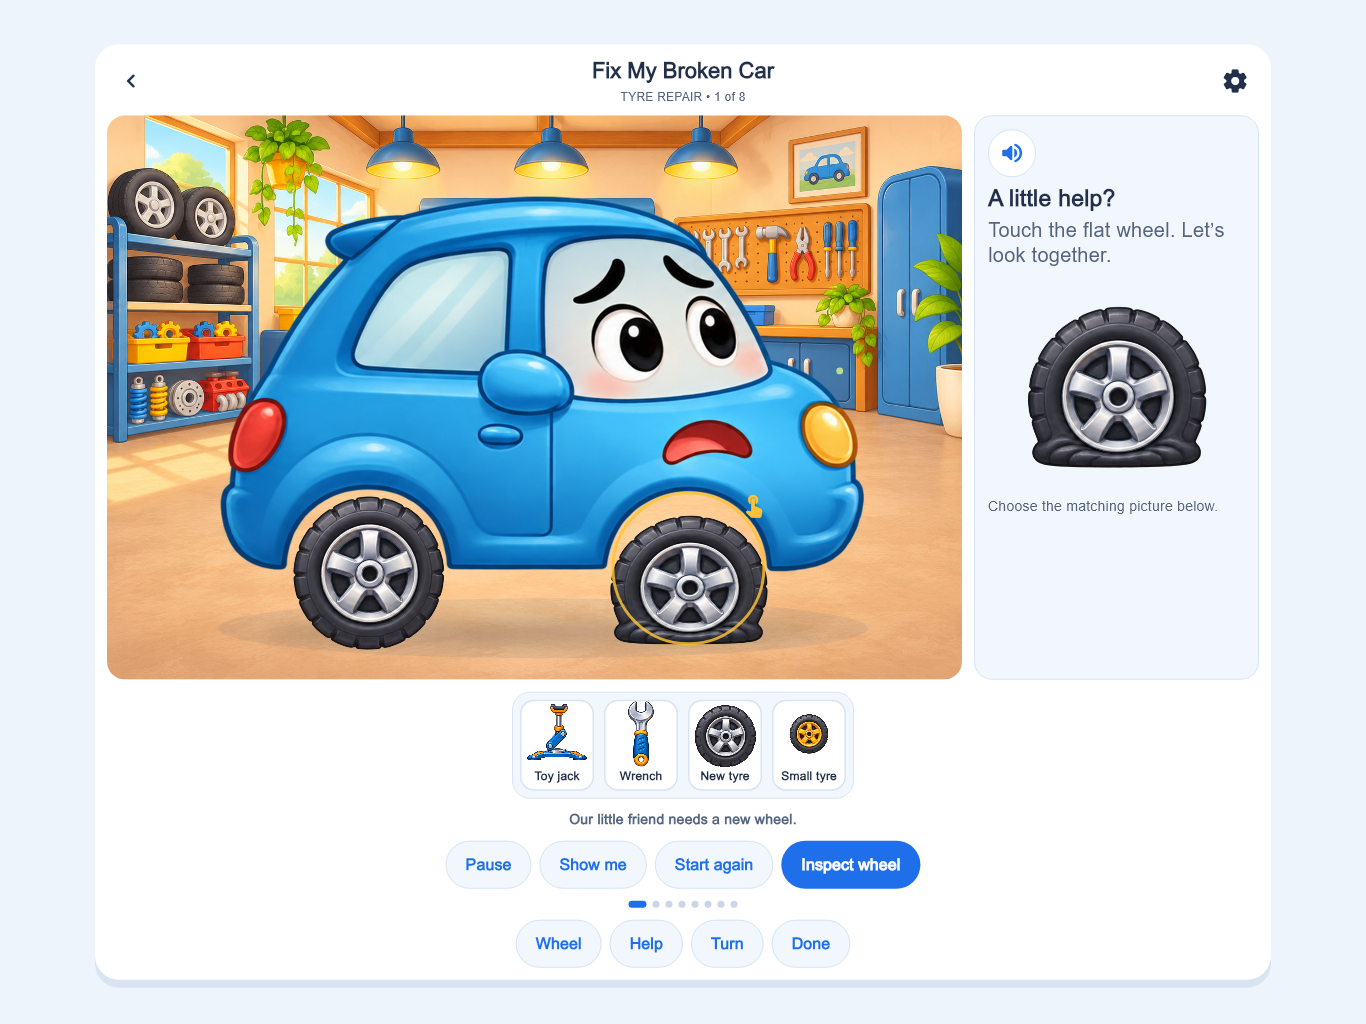 Fix My Broken Car
TYRE REPAIR • 1 of 8
A little help?
Touch the flat wheel. Let's
look together.
Choose the matching picture below.
Toy jack
Wrench
New tyre
Small tyre
Our little friend needs a new wheel.
Pause
Show me
Start again
Inspect wheel
Wheel
Help
Turn
Done